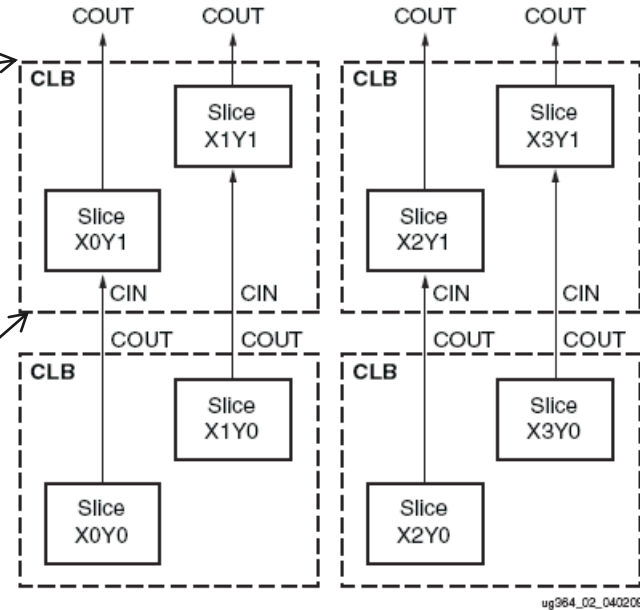 COUT COUT COUT COUT
CLB CLB
Slice
X1Y1
Slice
X3Y1
Slice
X0Y1
Slice
X2Y1
CIN CIN CIN CIN
COUT COUT COUT COUT
CLB CLB
Slice
X1Y0
Slice
X3Y0
Slice
X0Y0
Slice
X2Y0
ug364_02_040209